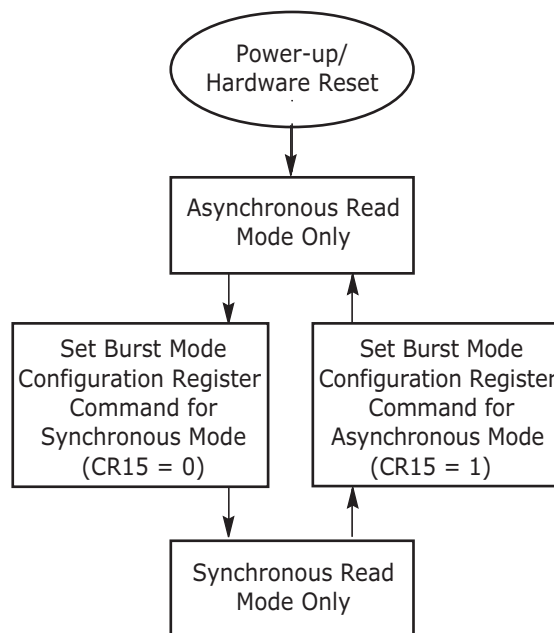 Power-up/
Hardware Reset
Asynchronous Read
Mode Only
Set Burst Mode
Configuration Register
Command for
Synchronous Mode
(CR15 = 0)
Set Burst Mode
Configuration Register
Command for
Asynchronous Mode
(CR15 = 1)
Synchronous Read
Mode Only